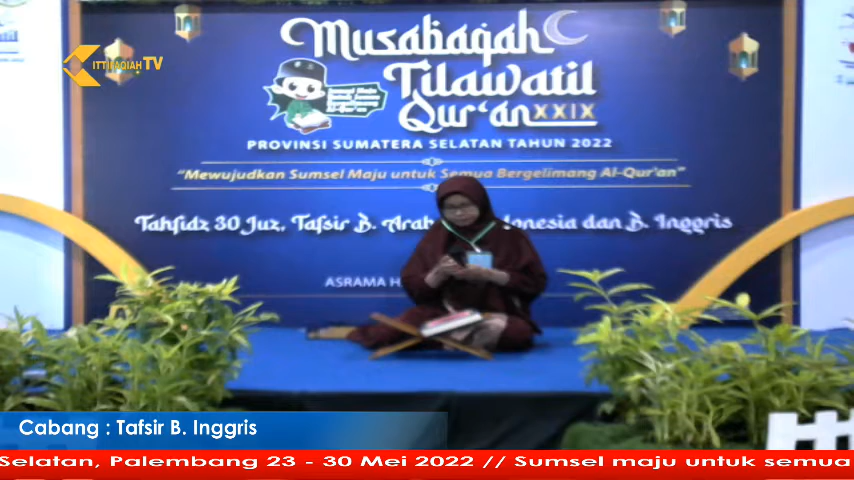 ITTIFAQIAH TV
Musabaqah
Tilawatil
Qur'an XXIX
PROVINSI SUMATERA SELATAN TAHUN 2022
“Mewujudkan Sumsel Maju untuk Semua Bergelimang Al-Qur'an”
Tahfidz 30 Juz, Tafsir B. Arab donesia dan B. Inggris
ASRAMA H
Cabang : Tafsir B. Inggris
Selatan, Palembang 23 - 30 Mei 2022 // Sumsel maju untuk semua